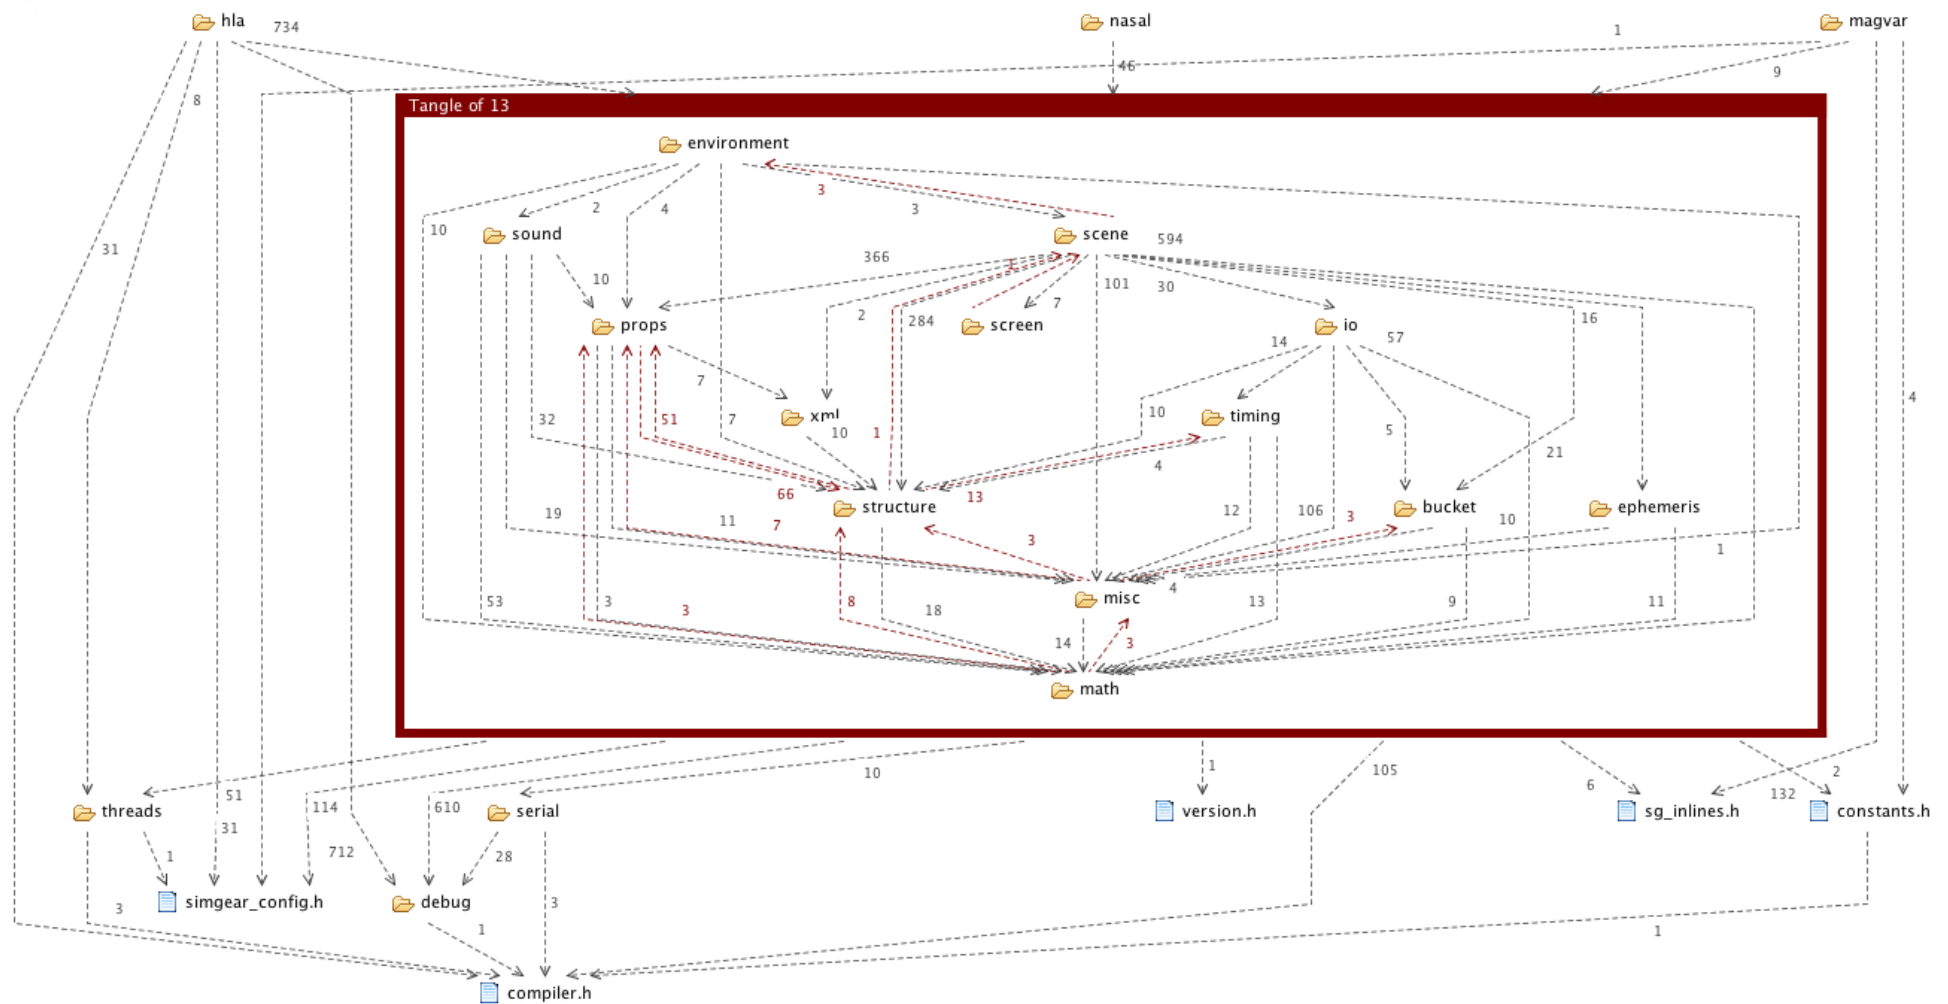 hla
nasal
magvar
734
1
46
9
8
Tangle of 13
environment
3
2
4
3
10
sound
scene
594
31
366
1
10
101
30
7
2
284
16
props
screen
io
57
14
7
4
xml
timing
32
51
7
10
1
10
5
21
4
66
13
structure
bucket
ephemeris
19
11
7
12
106
3
10
3
1
4
misc
53
3
3
8
18
13
9
11
14
3
math
51
114
610
10
1
105
6
132
2
threads
serial
version.h
sg_inlines.h
constants.h
31
712
1
28
simgear_config.h
debug
3
3
1
1
compiler.h